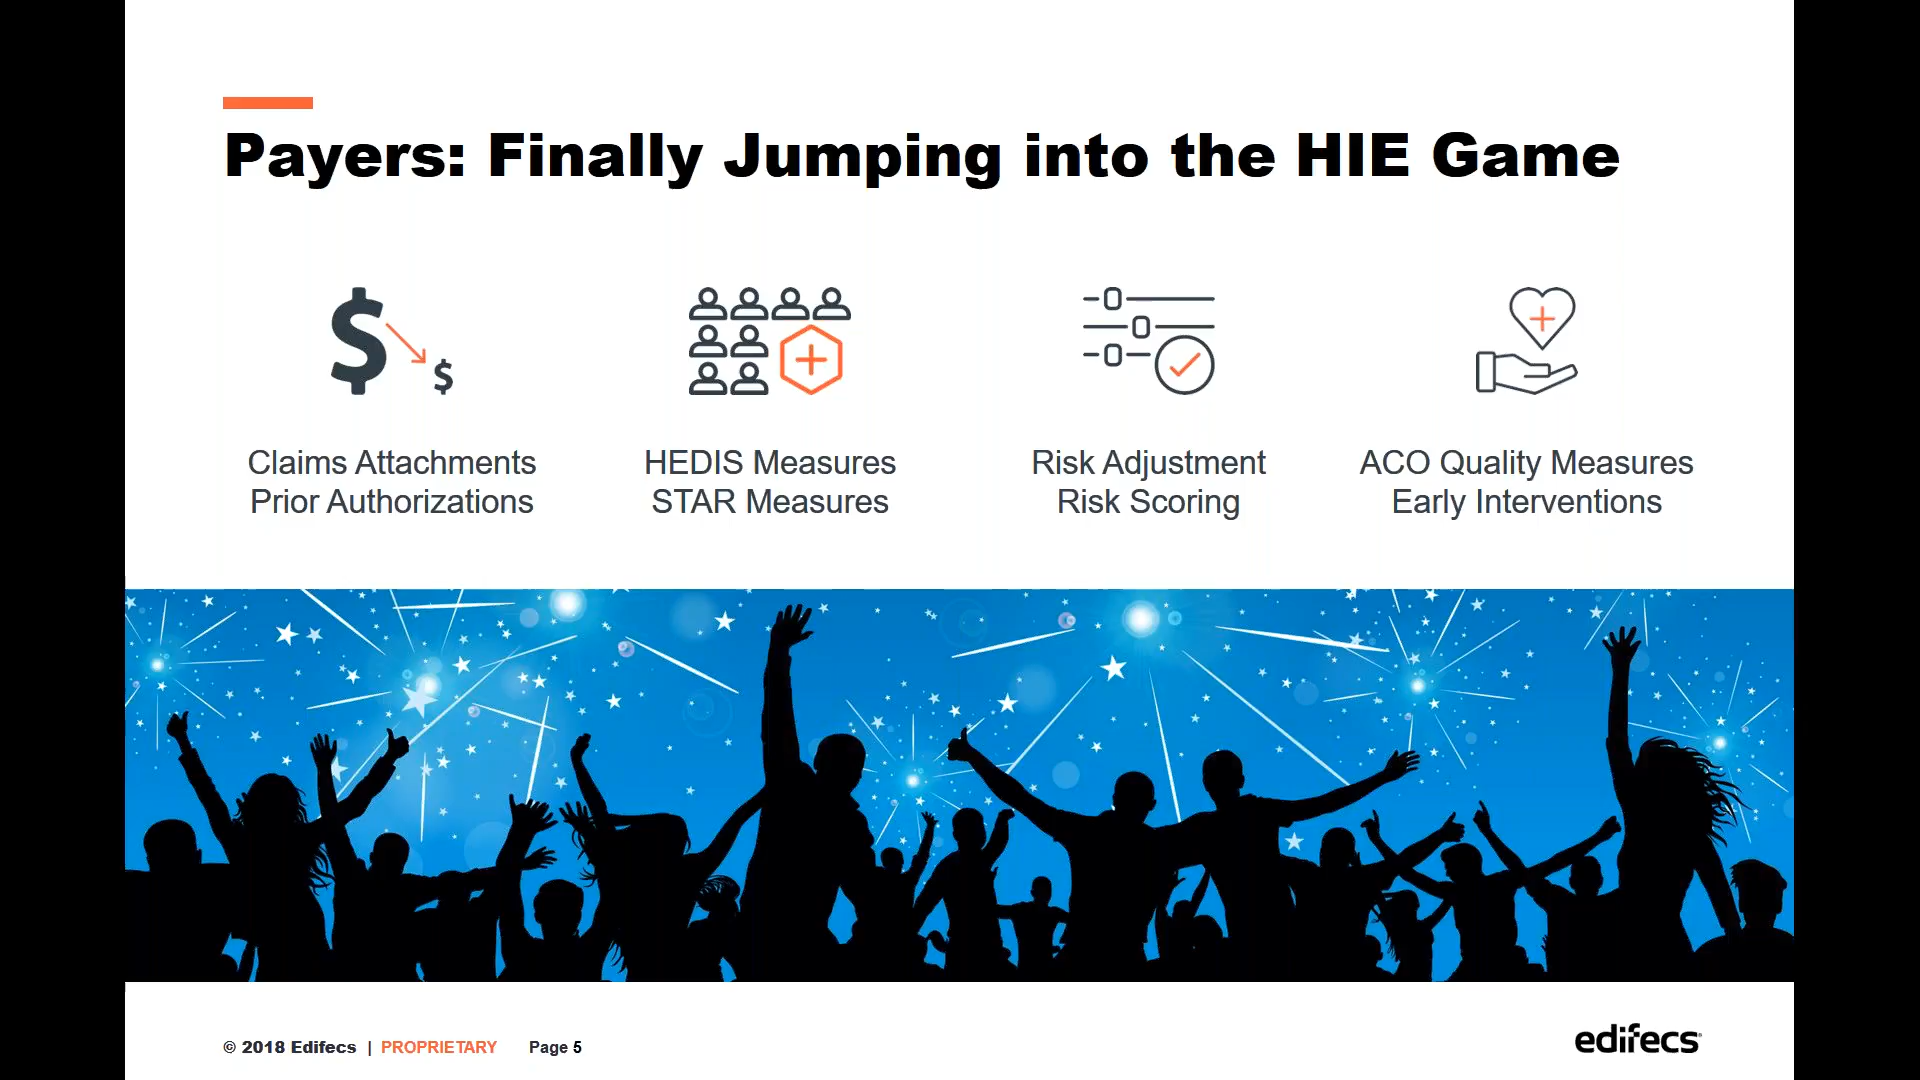 Payers: Finally Jumping into the HIE Game
$
$
Claims Attachments
Prior Authorizations
HEDIS Measures
STAR Measures
Risk Adjustment
Risk Scoring
ACO Quality Measures
Early Interventions
© 2018 Edifecs | PROPRIETARY Page 5
edifecs